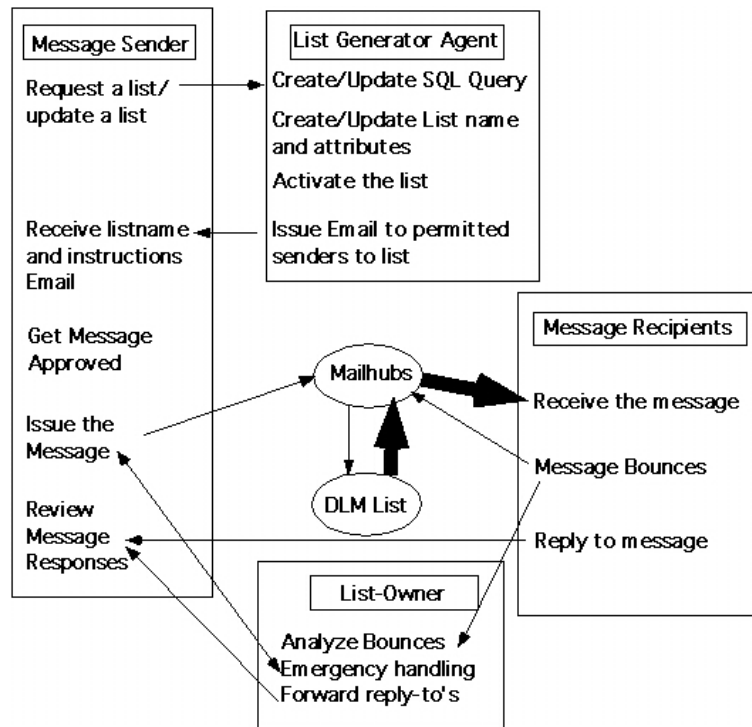 Message Sender
Request a list/
update a list
Receive listname
and instructions
Email
Get Message
Approved
Issue the
Message
Review
Message
Responses
List Generator Agent
Create/Update SQL Query
Create/Update List name
and attributes
Activate the list
Issue Email to permitted
senders to list
Mailhubs
DLM List
Message Recipients
Receive the message
Message Bounces
Reply to message
List-Owner
Analyze Bounces
Emergency handling
Forward reply-to's